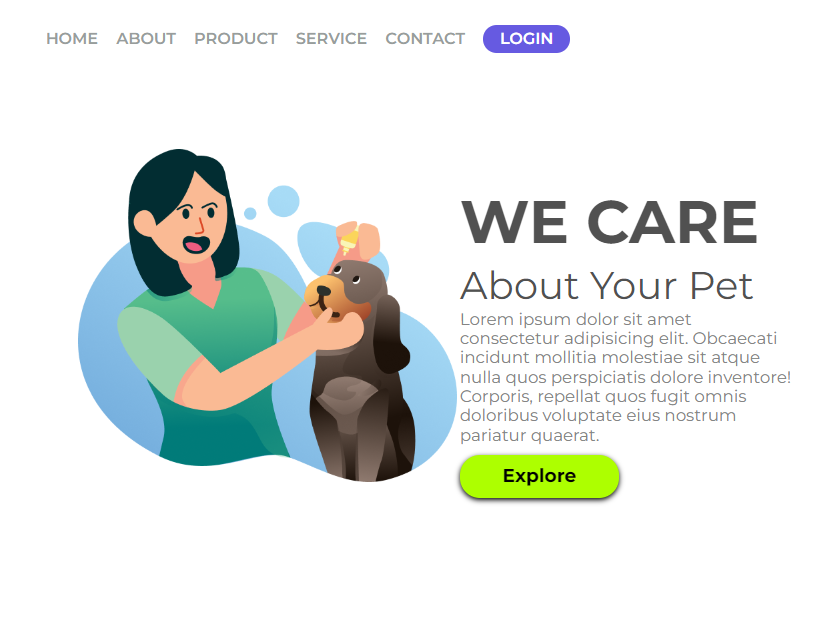 HOME ABOUT PRODUCT SERVICE CONTACT LOGIN
WE CARE
About Your Pet
Lorem ipsum dolor sit amet
consectetur adipisicing elit. Obcaecati
incidunt mollitia molestiae sit atque
nulla quos perspiciatis dolore inventore!
Corporis, repellat quos fugit omnis
doloribus voluptate eius nostrum
pariatur quaerat.
Explore